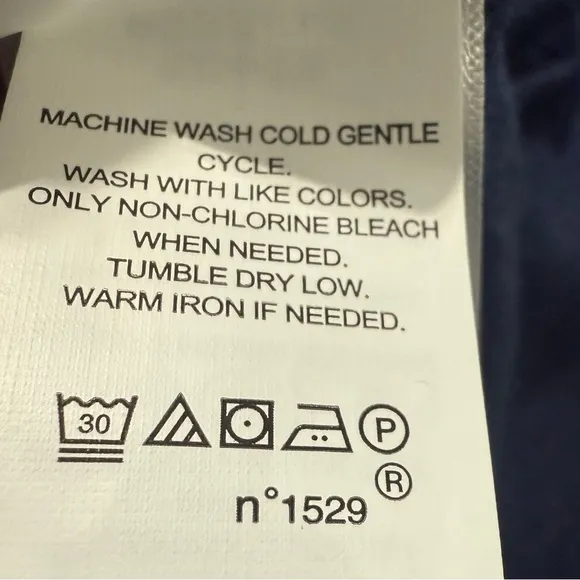 MACHINE WASH COLD GENTLE
CYCLE.
WASH WITH LIKE COLORS.
ONLY NON-CHLORINE BLEACH
WHEN NEEDED.
TUMBLE DRY LOW.
WARM IRON IF NEEDED.
30 P
®
n°1529